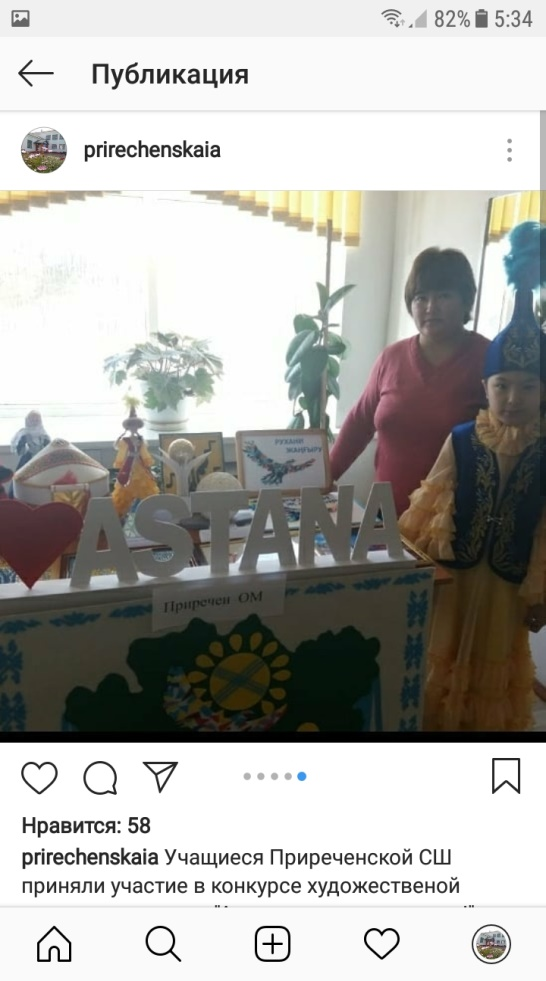 82% 5:34
Публикация
prirechenskaia
РУХАНИ
ЖАҢҒЫРУ
ASTANA
Приречен ОМ
Нравится: 58
prirechenskaia Учащиеся Приреченской СШ
приняли участие в конкурсе художественой